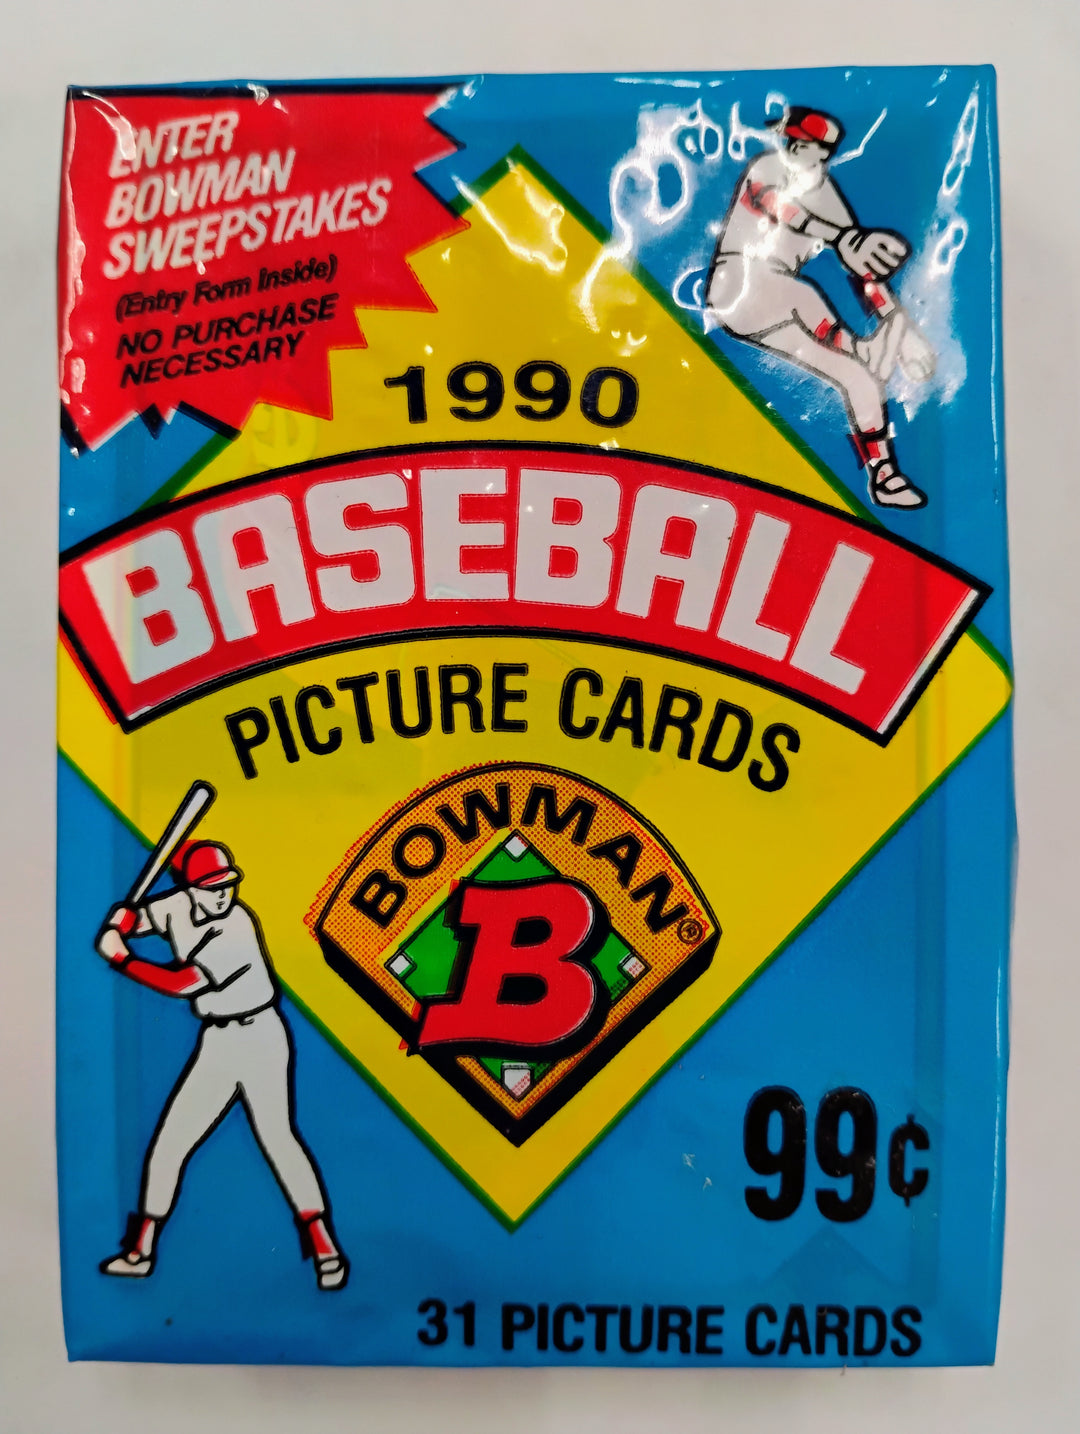 ENTER
BOWMAN
SWEEPSTAKES
(Entry Form Inside)
NO PURCHASE
NECESSARY
1990
BASEBALL
PICTURE CARDS
BOWMAN®
B
99¢
31 PICTURE CARDS